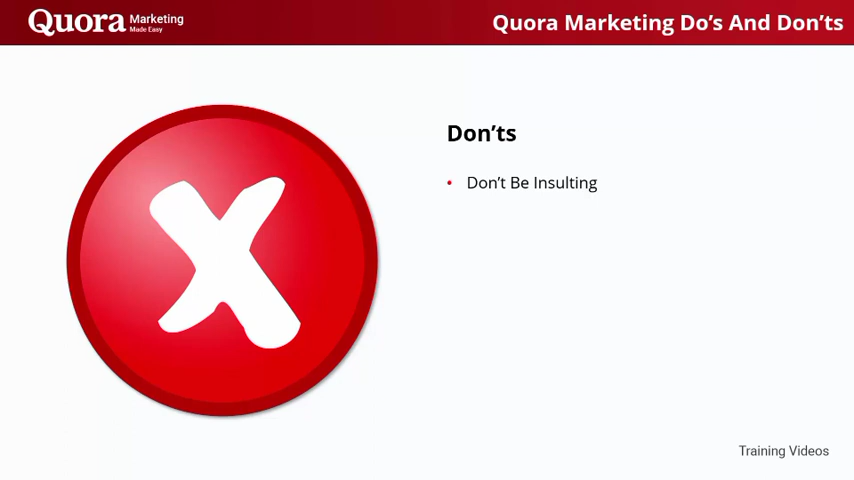 Quora Marketing
Made Easy
Quora Marketing Do's And Don'ts
Don'ts
• Don't Be Insulting
Training Videos